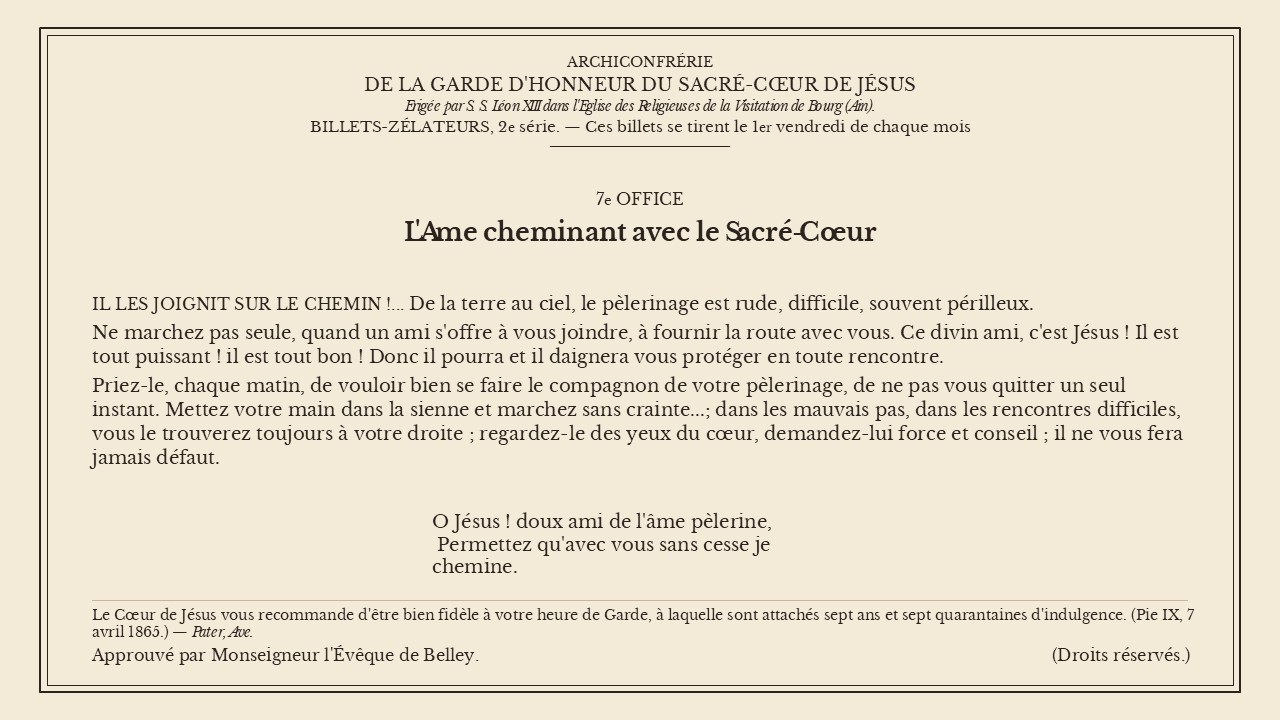 ARCHICONFRÉRIE
DE LA GARDE D'HONNEUR DU SACRÉ-CŒUR DE JÉSUS
Erigée par S. S. Léon XIII dans l'Eglise des Religieuses de la Visitation de Bourg (Ain).
BILLETS-ZÉLATEURS, 2e série. — Ces billets se tirent le 1er vendredi de chaque mois
7e OFFICE
L'Ame cheminant avec le Sacré-Cœur
IL LES JOIGNIT SUR LE CHEMIN !... De la terre au ciel, le pèlerinage est rude, difficile, souvent périlleux.
Ne marchez pas seule, quand un ami s'offre à vous joindre, à fournir la route avec vous. Ce divin ami, c'est Jésus ! Il est
tout puissant ! il est tout bon ! Donc il pourra et il daignera vous protéger en toute rencontre.
Priez-le, chaque matin, de vouloir bien se faire le compagnon de votre pèlerinage, de ne pas vous quitter un seul
instant. Mettez votre main dans la sienne et marchez sans crainte...; dans les mauvais pas, dans les rencontres difficiles,
vous le trouverez toujours à votre droite ; regardez-le des yeux du cœur, demandez-lui force et conseil ; il ne vous fera
jamais défaut.
O Jésus ! doux ami de l'âme pèlerine,
Permettez qu'avec vous sans cesse je
chemine.
Le Cœur de Jésus vous recommande d'être bien fidèle à votre heure de Garde, à laquelle sont attachés sept ans et sept quarantaines d'indulgence. (Pie IX, 7
avril 1865.) — Pater, Ave.
Approuvé par Monseigneur l'Évêque de Belley. (Droits réservés.)